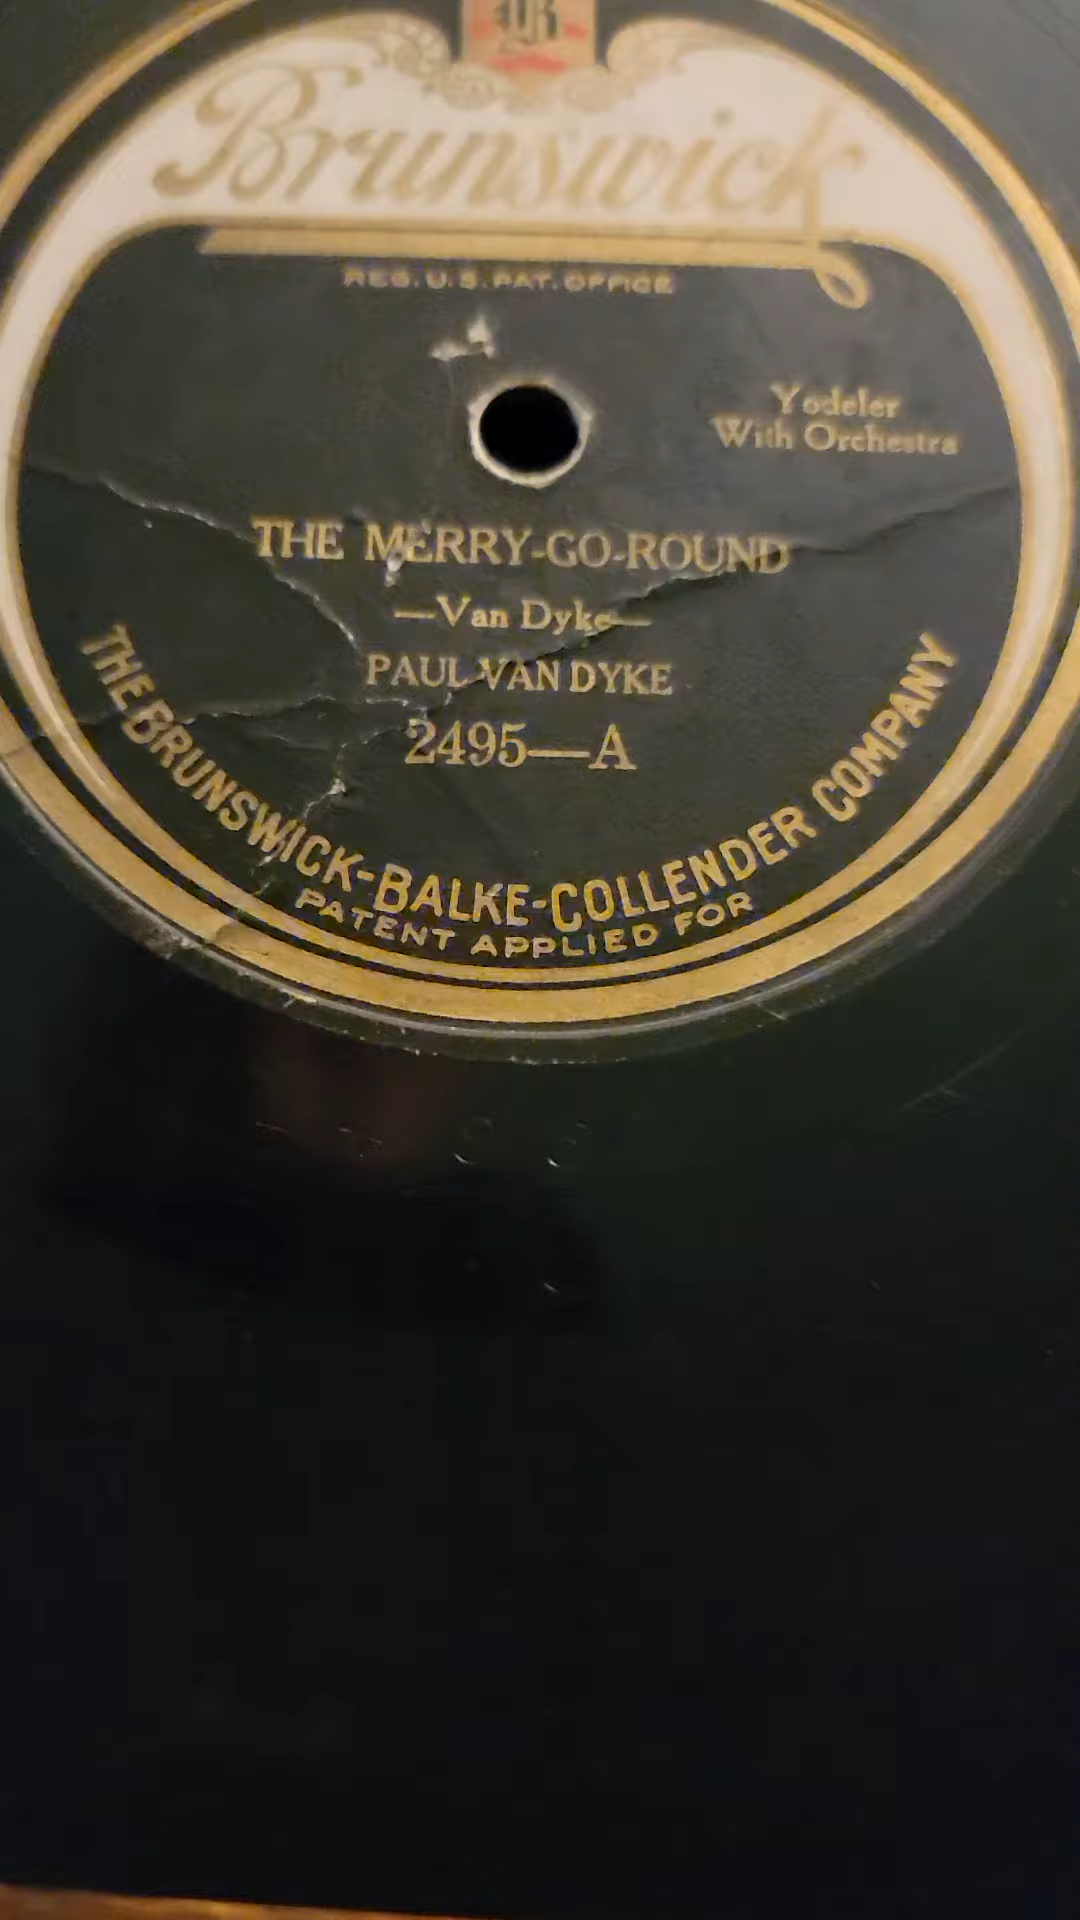 B
Brunswick
REG. U. S. PAT. OFFICE
Yodeler
With Orchestra
THE MERRY-GO-ROUND
—Van Dyke—
PAUL VAN DYKE
2495—A
THE BRUNSWICK-BALKE-COLLENDER COMPANY
PATENT APPLIED FOR